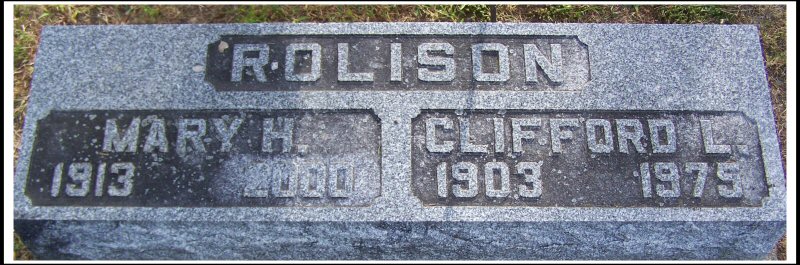 ROLISON
MARY H.
1913 2000
CLIFFORD L.
1903 1975